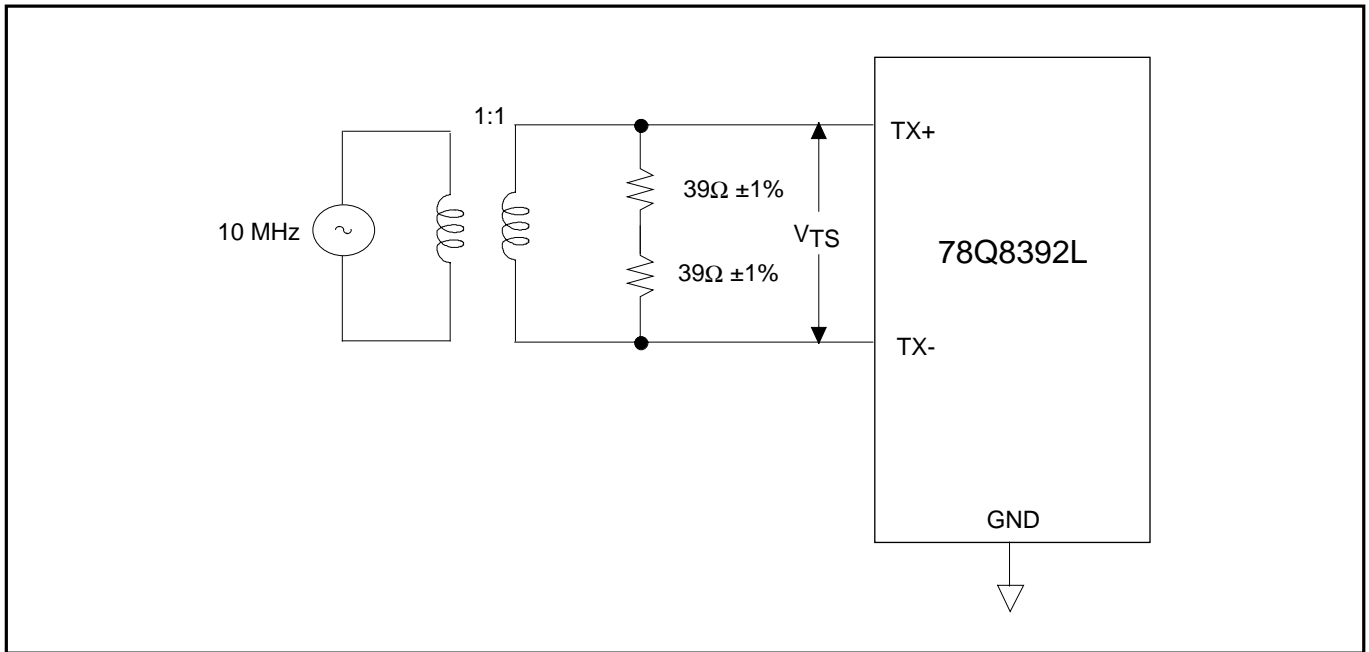 1:1
TX+
39Ω ±1%
10 MHz
VTS
78Q8392L
39Ω ±1%
TX-
GND